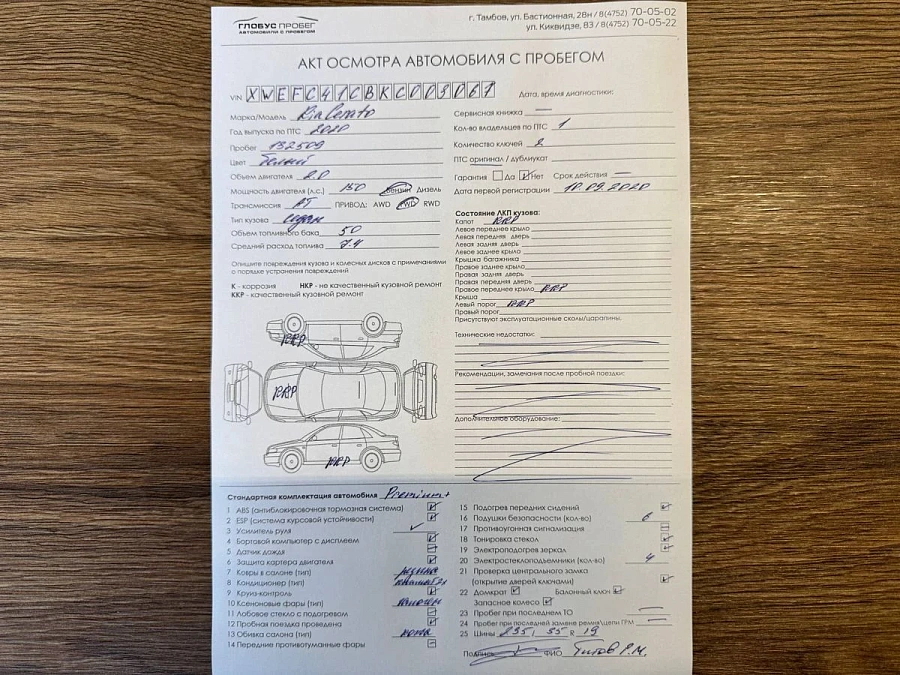 ГЛОБУС ПРОБЕГ
АВТОМОБИЛИ С ПРОБЕГОМ
г. Тамбов, ул. Бастионная, 28н / 8(4752) 70-05-02
ул. Киквидзе, 83 / 8(4752) 70-05-22
АКТ ОСМОТРА АВТОМОБИЛЯ С ПРОБЕГОМ
VIN
Дата, время диагностики:
Марка/Модель Kia Cerato
Год выпуска по ПТС 2020
Пробег 132509
Цвет Белый
Объем двигателя 2.0
Мощность двигателя (л.с.) 150 Бензин Дизель
Трансмиссия АТ ПРИВОД: AWD FWD RWD
Тип кузова седан
Объем топливного бака 50
Средний расход топлива 7.4
Опишите повреждения кузова и колесных дисков с примечаниями
о порядке устранения повреждений
К - коррозия НКР - не качественный кузовной ремонт
ККР - качественный кузовной ремонт
Сервисная книжка —
Кол-во владельцев по ПТС 1
Количество ключей 2
ПТС оригинал / дубликат
Гарантия Да Нет Срок действия —
Дата первой регистрации 10.09.2020
Состояние ЛКП кузова:
Капот ККР
Левое переднее крыло
Левая передняя дверь
Левая задняя дверь
Левое заднее крыло
Крышка багажника
Правое заднее крыло
Правая задняя дверь
Правая передняя дверь
Правое переднее крыло ККР
Крыша
Левый порог ККР
Правый порог
Присутствуют эксплуатационные сколы/царапины.
Технические недостатки:
Рекомендации, замечания после пробной поездки:
Дополнительное оборудование:
ККР
ККР
ККР
Стандартная комплектация автомобиля Premium+
1 ABS (антиблокировочная тормозная система)
2 ESP (система курсовой устойчивости)
3 Усилитель руля
4 Бортовой компьютер с дисплеем
5 Датчик дождя
6 Защита картера двигателя
7 Ковры в салоне (тип) резина
8 Кондиционер (тип)
9 Круиз-контроль
10 Ксеноновые фары (тип)
11 Лобовое стекло с подогревом
12 Пробная поездка проведена
13 Обивка салона (тип) кожа
14 Передние противотуманные фары
15 Подогрев передних сидений
16 Подушки безопасности (кол-во) 6
17 Противоугонная сигнализация
18 Тонировка стекол
19 Электроподогрев зеркал
20 Электростеклоподъемники (кол-во) 4
21 Проверка центрального замка
(открытие дверей ключами)
22 Домкрат Балонный ключ
Запасное колесо
23 Пробег при последнем ТО —
24 Пробег при последней замене ремня/цепи ГРМ —
25 Шины 235 / 35 R 19
Подпись ФИО Титов Р.М.